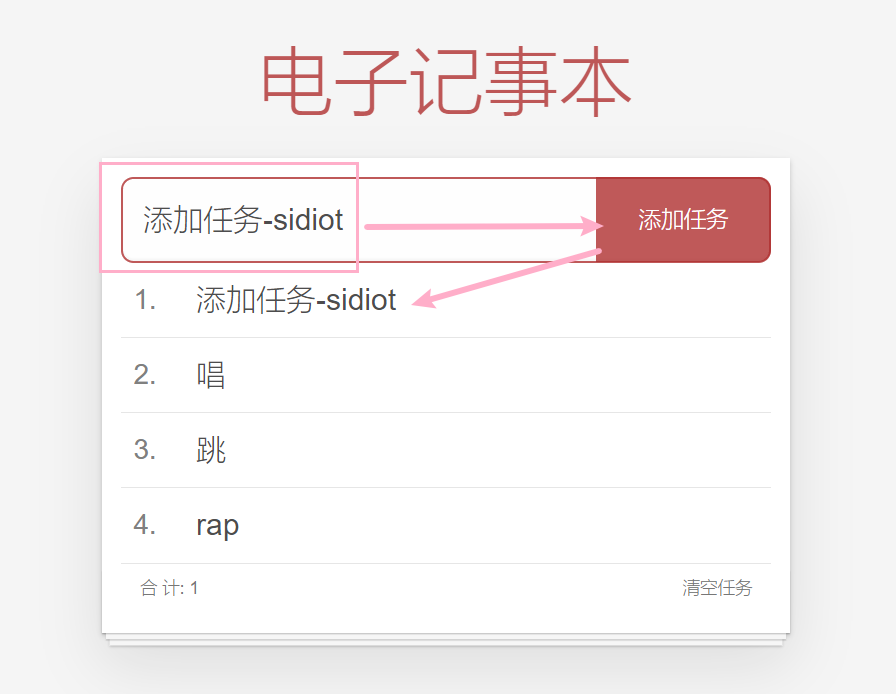 电子记事本
添加任务-sidiot 添加任务
1. 添加任务-sidiot
2. 唱
3. 跳
4. rap
合 计: 1 清空任务